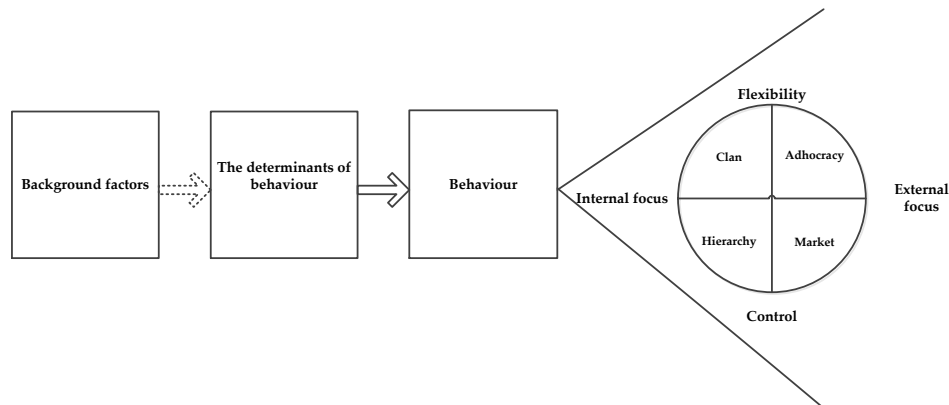 Background factors
The determinants of
behaviour
Behaviour
Flexibility
Clan
Adhocracy
Internal focus
External
focus
Hierarchy
Market
Control